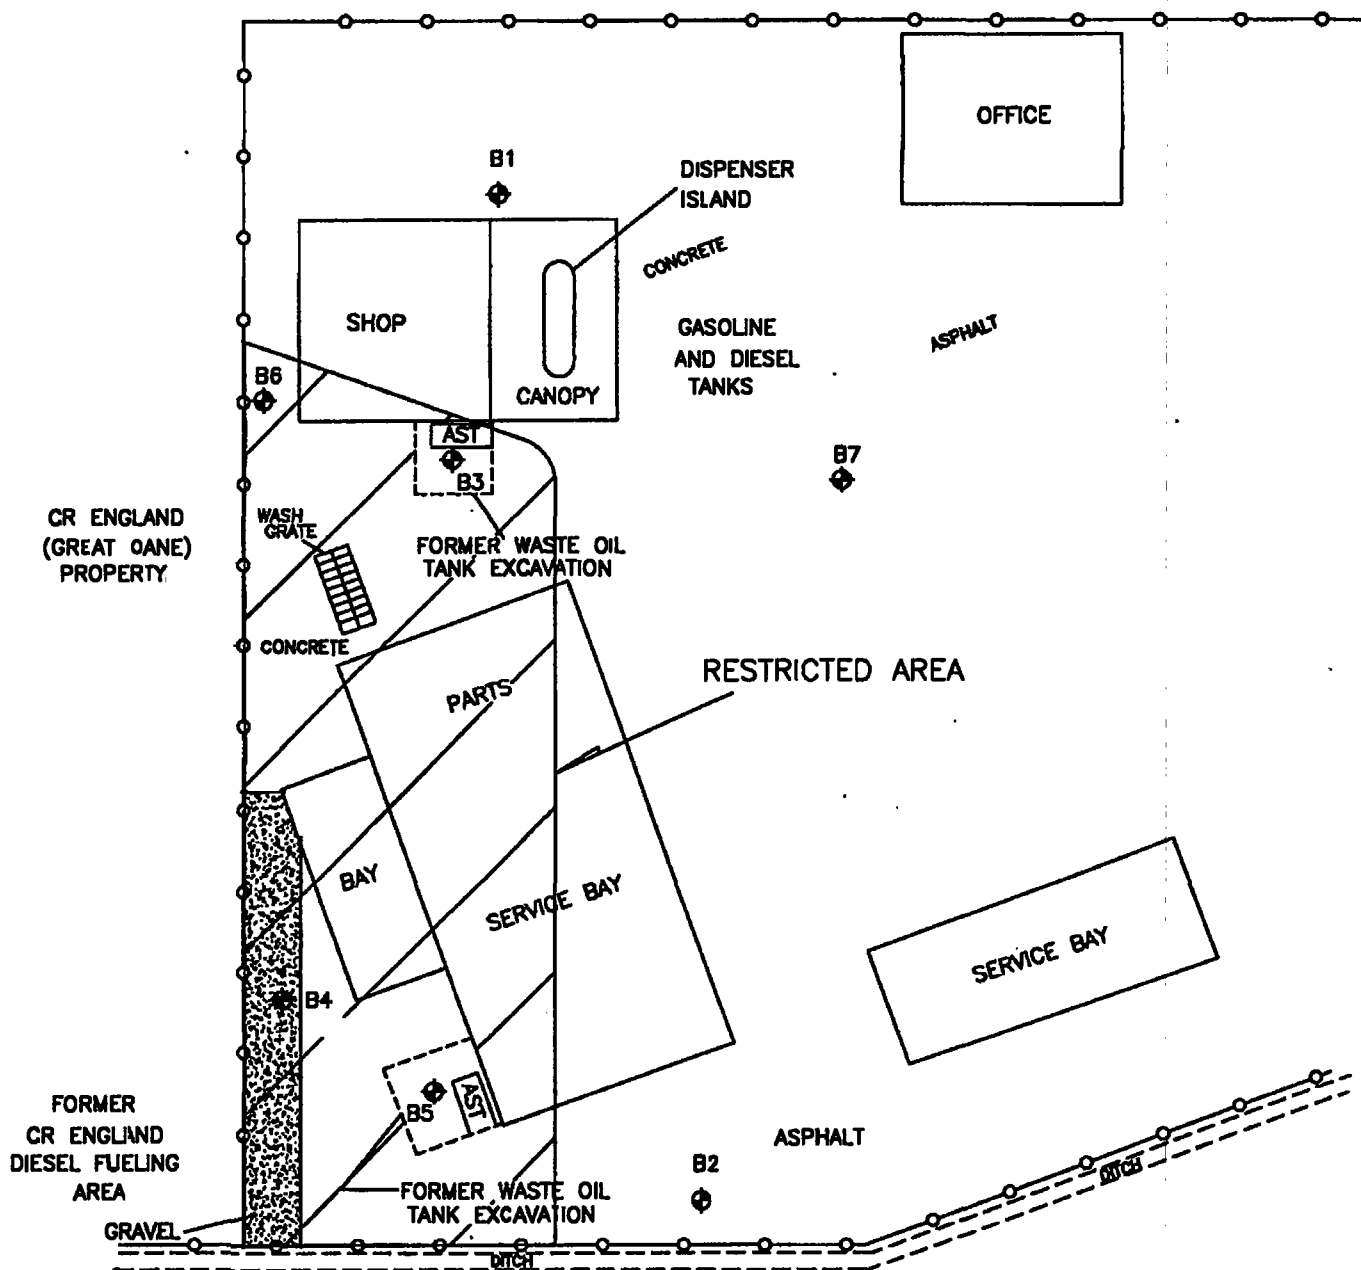 OFFICE
B1
DISPENSER
ISLAND
CONCRETE
SHOP
GASOLINE
AND DIESEL
TANKS
ASPHALT
B6
CANOPY
AST
B7
B3
CR ENGLAND
(GREAT DANE)
PROPERTY
WASH
GRATE
FORMER WASTE OIL
TANK EXCAVATION
CONCRETE
RESTRICTED AREA
PARTS
BAY
SERVICE BAY
SERVICE BAY
B4
FORMER
CR ENGLAND
DIESEL FUELING
AREA
B5
AST
ASPHALT
B2
DITCH
FORMER WASTE OIL
TANK EXCAVATION
GRAVEL
DITCH